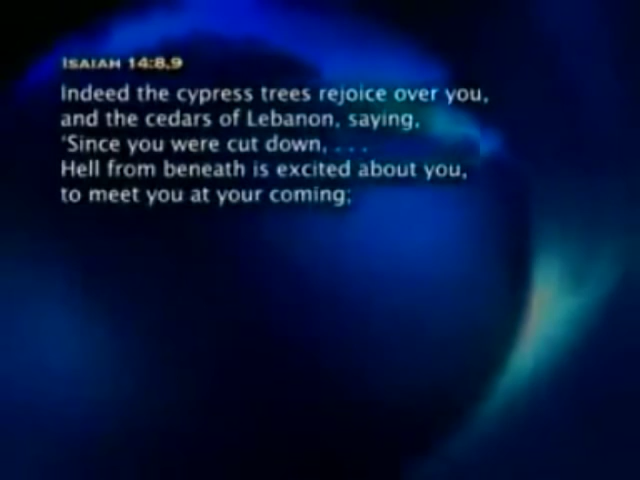 ISAIAH 14:8,9
Indeed the cypress trees rejoice over you,
and the cedars of Lebanon, saying,
'Since you were cut down, . . .
Hell from beneath is excited about you,
to meet you at your coming;